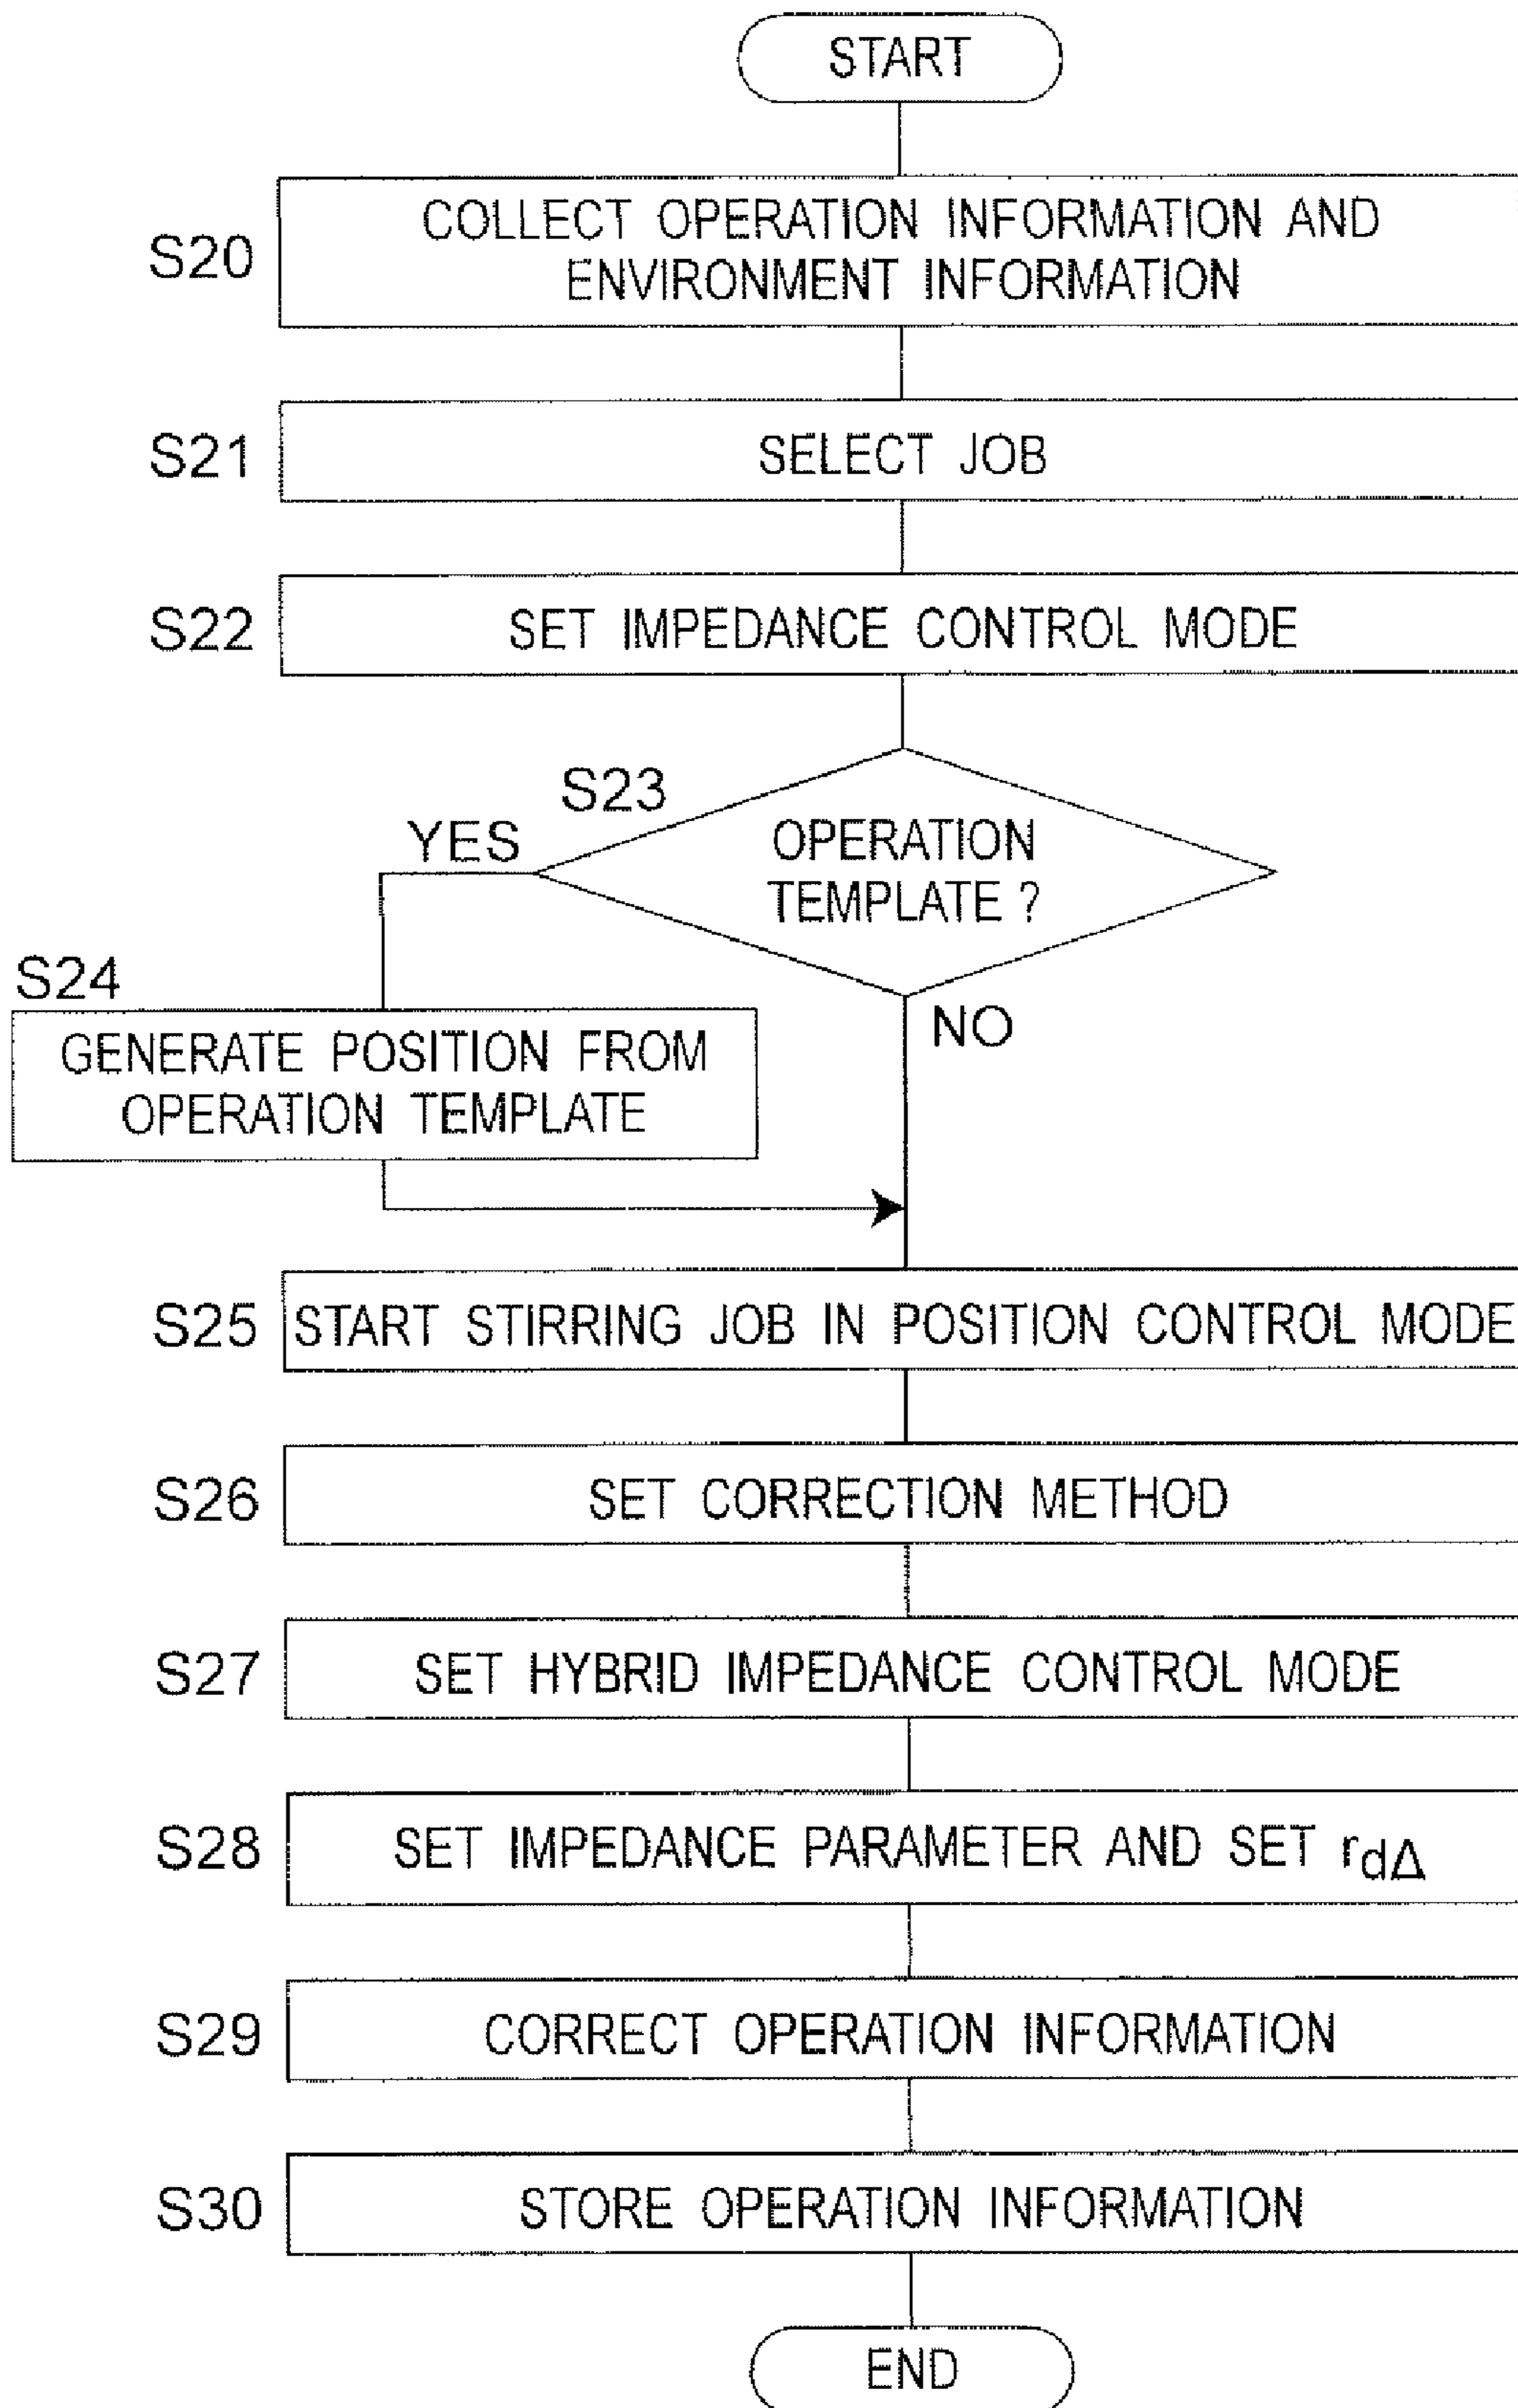 START
S20
COLLECT OPERATION INFORMATION AND
ENVIRONMENT INFORMATION
S21
SELECT JOB
S22
SET IMPEDANCE CONTROL MODE
S23
YES
OPERATION
TEMPLATE ?
S24
NO
GENERATE POSITION FROM
OPERATION TEMPLATE
S25
START STIRRING JOB IN POSITION CONTROL MODE
S26
SET CORRECTION METHOD
S27
SET HYBRID IMPEDANCE CONTROL MODE
S28
SET IMPEDANCE PARAMETER AND SET rdΔ
S29
CORRECT OPERATION INFORMATION
S30
STORE OPERATION INFORMATION
END